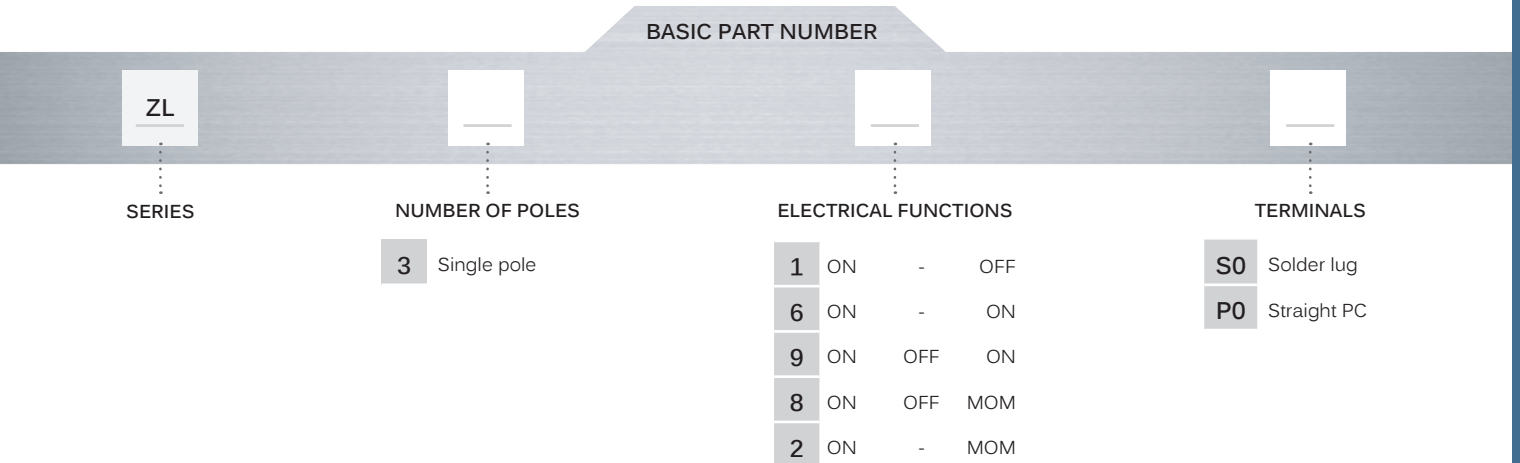 BASIC PART NUMBER
ZL
SERIES
NUMBER OF POLES
3 Single pole
ELECTRICAL FUNCTIONS
1 ON - OFF
6 ON - ON
9 ON OFF ON
8 ON OFF MOM
2 ON - MOM
TERMINALS
S0 Solder lug
P0 Straight PC